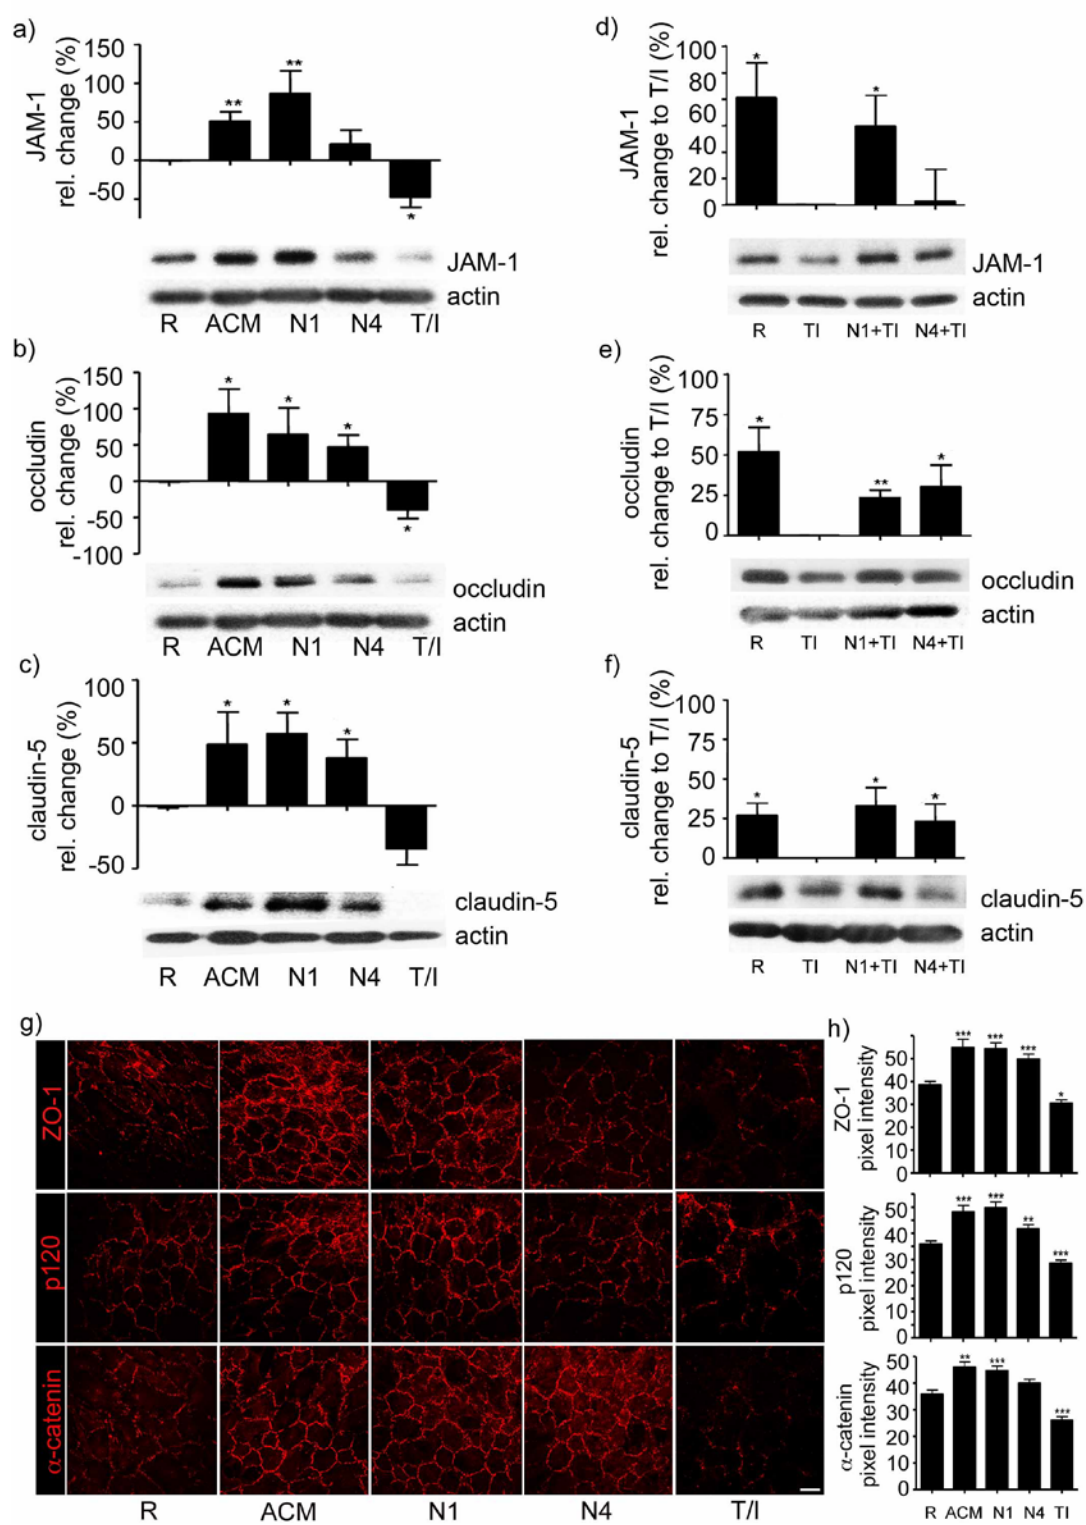 a)
JAM-1
rel. change (%)
150
100
50
0
-50
**
**
*
JAM-1
actin
R ACM N1 N4 T/I
d)
JAM-1
rel. change to T/I (%)
100
80
60
40
20
0
*
*
JAM-1
actin
R TI N1+TI N4+TI
b)
occludin
rel. change (%)
150
100
50
0
-50
-100
*
*
*
*
occludin
actin
R ACM N1 N4 T/I
e)
occludin
rel. change to T/I (%)
100
75
50
25
0
*
**
*
occludin
actin
R TI N1+TI N4+TI
c)
claudin-5
rel. change (%)
100
50
0
-50
*
*
*
claudin-5
actin
R ACM N1 N4 T/I
f)
claudin-5
rel. change to T/I (%)
100
75
50
25
0
*
*
*
claudin-5
actin
R TI N1+TI N4+TI
g)
ZO-1
p120
α-catenin
R ACM N1 N4 T/I
h)
ZO-1
pixel intensity
50
40
30
20
10
0
***
***
***
*
p120
pixel intensity
50
40
30
20
10
0
***
***
**
***
α-catenin
pixel intensity
50
40
30
20
10
0
**
***
***
R ACM N1 N4 TI